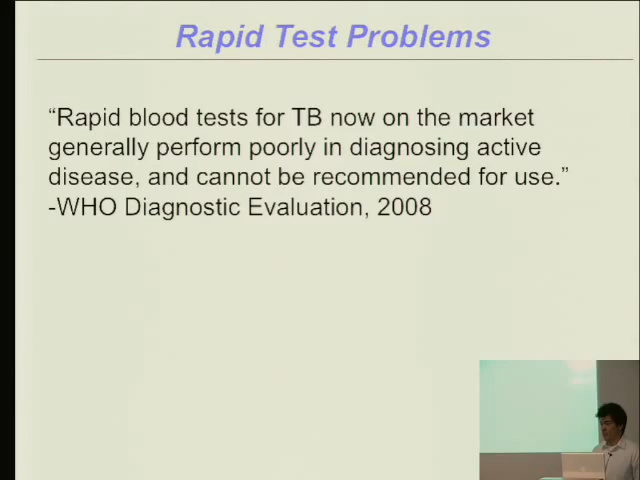 Rapid Test Problems
“Rapid blood tests for TB now on the market
generally perform poorly in diagnosing active
disease, and cannot be recommended for use.”
-WHO Diagnostic Evaluation, 2008